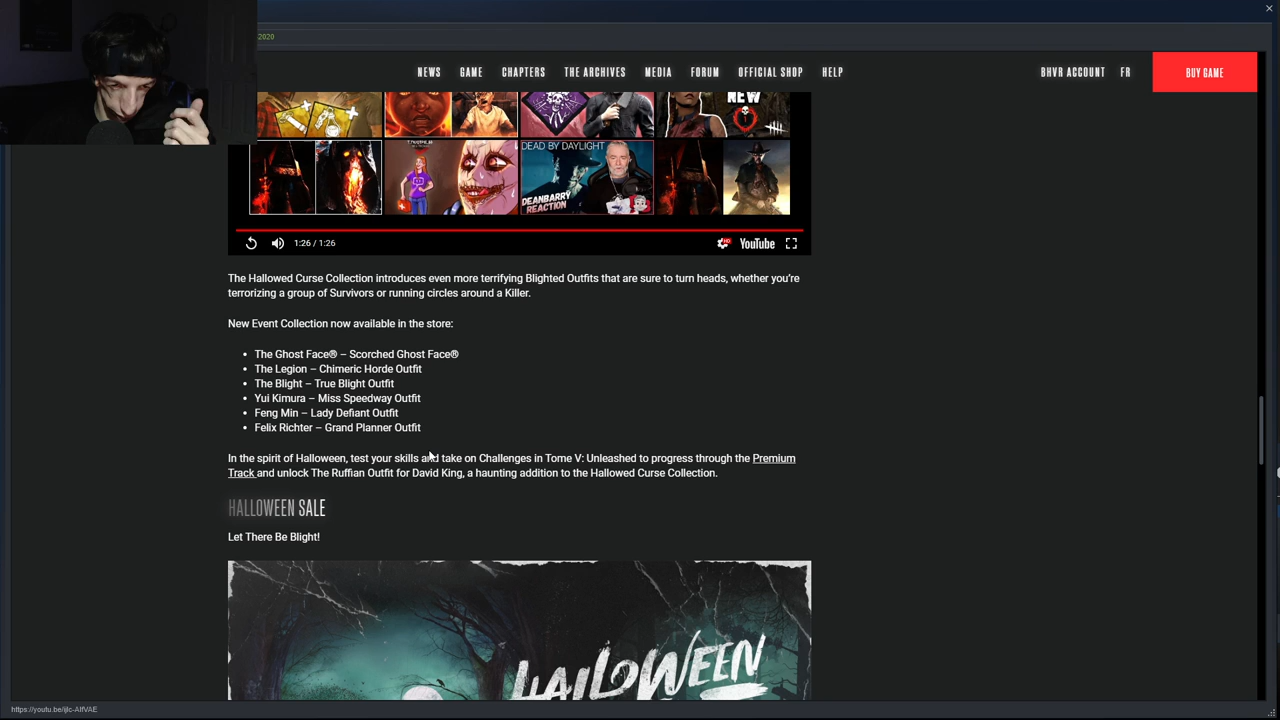 -2020
NEWS GAME CHAPTERS THE ARCHIVES MEDIA FORUM OFFICIAL SHOP HELP BHVR ACCOUNT FR BUY GAME
NEW
DEAD BY DAYLIGHT
DEANBARRY
REACTION
1:26 / 1:26 HD YouTube
The Hallowed Curse Collection introduces even more terrifying Blighted Outfits that are sure to turn heads, whether you're
terrorizing a group of Survivors or running circles around a Killer.
New Event Collection now available in the store:
• The Ghost Face® – Scorched Ghost Face®
• The Legion – Chimeric Horde Outfit
• The Blight – True Blight Outfit
• Yui Kimura – Miss Speedway Outfit
• Feng Min – Lady Defiant Outfit
• Felix Richter – Grand Planner Outfit
In the spirit of Halloween, test your skills and take on Challenges in Tome V: Unleashed to progress through the Premium
Track and unlock The Ruffian Outfit for David King, a haunting addition to the Hallowed Curse Collection.
HALLOWEEN SALE
Let There Be Blight!
HALLOWEEN